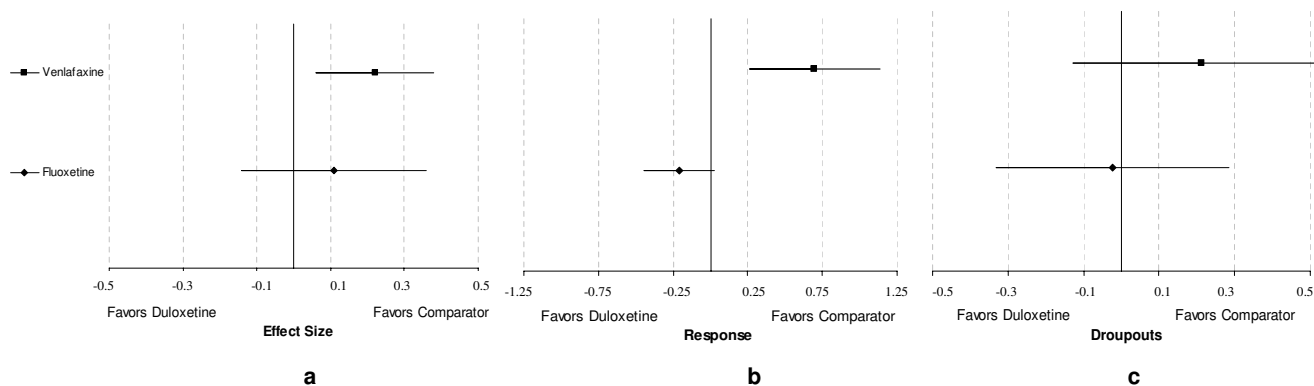 Venlafaxine
Fluoxetine
-0.5 -0.3 -0.1 0.1 0.3 0.5
Favors Duloxetine Favors Comparator
Effect Size
a
-1.25 -0.75 -0.25 0.25 0.75 1.25
Favors Duloxetine Favors Comparator
Response
b
-0.5 -0.3 -0.1 0.1 0.3 0.5
Favors Duloxetine Favors Comparator
Droupouts
c